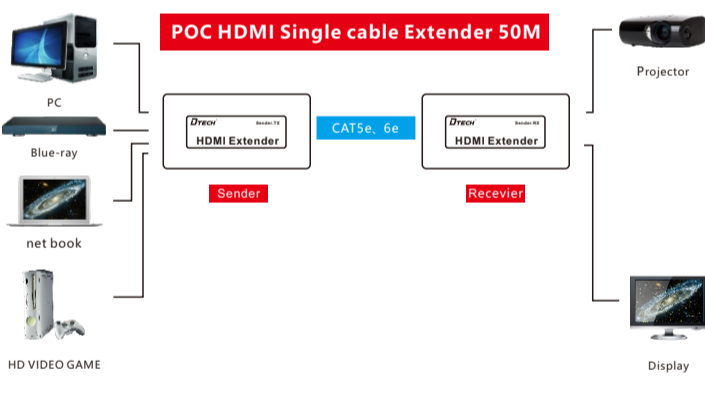 POC HDMI Single cable Extender 50M
PC
Blue-ray
net book
HD VIDEO GAME
DTECH Sender.TX
HDMI Extender
Sender
CAT5e、6e
DTECH Sender.RX
HDMI Extender
Recevier
Projector
Display